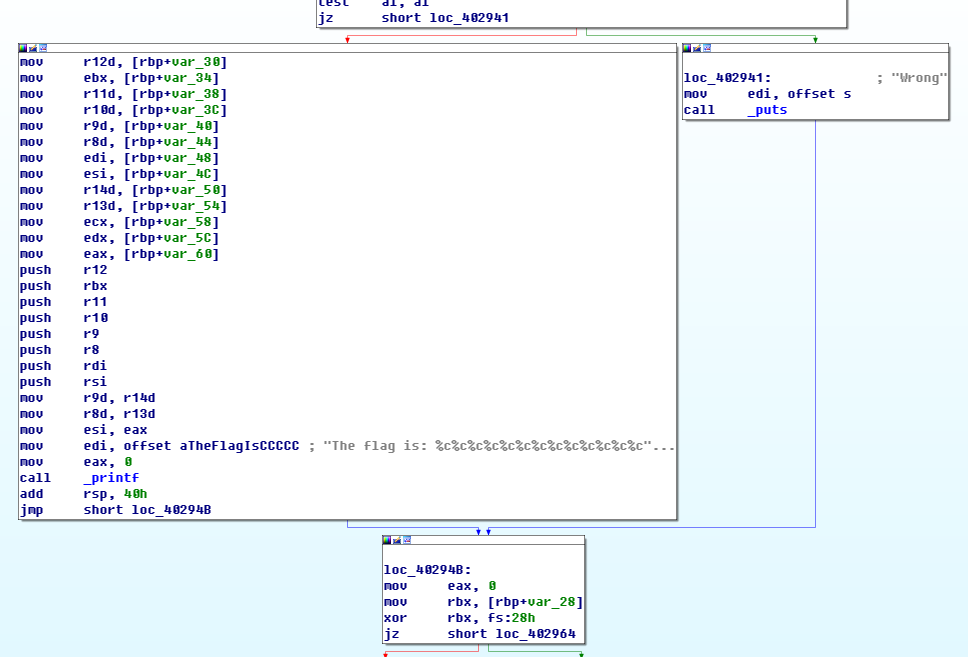 test al, al
jz short loc_402941
mov r12d, [rbp+var_30]
mov ebx, [rbp+var_34]
mov r11d, [rbp+var_38]
mov r10d, [rbp+var_3C]
mov r9d, [rbp+var_40]
mov r8d, [rbp+var_44]
mov edi, [rbp+var_48]
mov esi, [rbp+var_4C]
mov r14d, [rbp+var_50]
mov r13d, [rbp+var_54]
mov ecx, [rbp+var_58]
mov edx, [rbp+var_5C]
mov eax, [rbp+var_60]
push r12
push rbx
push r11
push r10
push r9
push r8
push rdi
push rsi
mov r9d, r14d
mov r8d, r13d
mov esi, eax
mov edi, offset aTheFlagIsCCCCC ; "The flag is: %c%c%c%c%c%c%c%c%c%c%c%c%c"...
mov eax, 0
call _printf
add rsp, 40h
jmp short loc_40294B
loc_402941: ; "Wrong"
mov edi, offset s
call _puts
loc_40294B:
mov eax, 0
mov rbx, [rbp+var_28]
xor rbx, fs:28h
jz short loc_402964